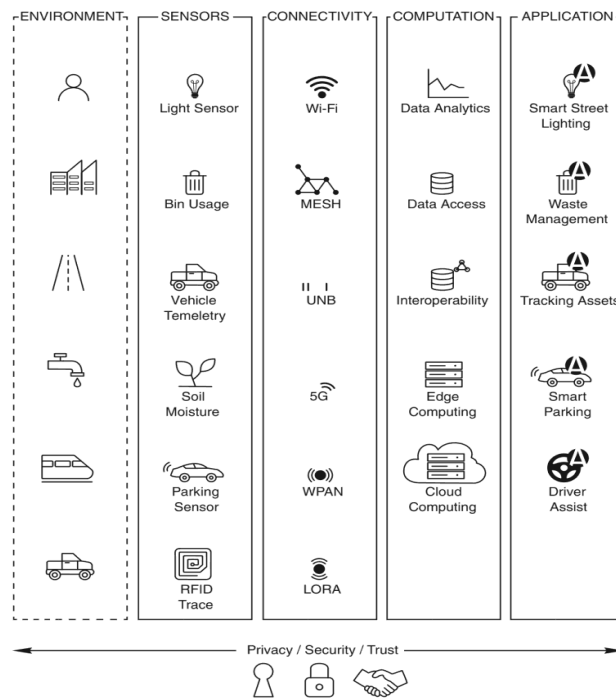 ENVIRONMENT
SENSORS
CONNECTIVITY
COMPUTATION
APPLICATION
Light Sensor
Wi-Fi
Data Analytics
Smart Street
Lighting
Bin Usage
MESH
Data Access
Waste
Management
Vehicle
Temeletry
UNB
Interoperability
Tracking Assets
Soil
Moisture
5G
Edge
Computing
Smart
Parking
Parking
Sensor
WPAN
Cloud
Computing
Driver
Assist
RFID
Trace
LORA
Privacy / Security / Trust